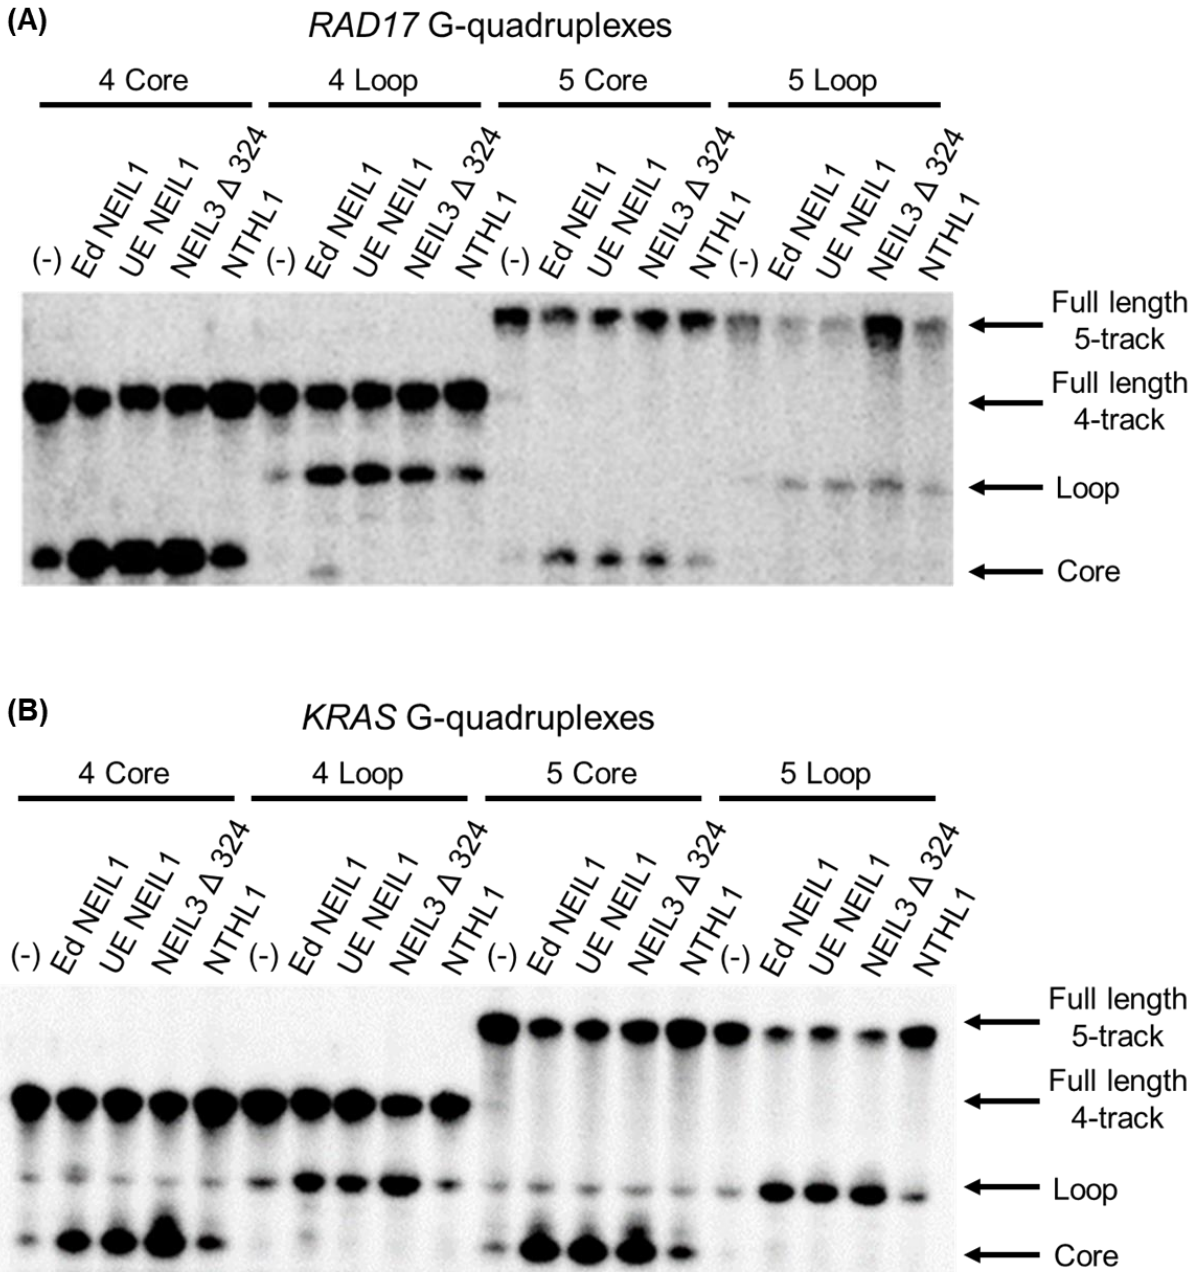 (A)
RAD17 G-quadruplexes
4 Core 4 Loop 5 Core 5 Loop
(-) Ed NEIL1 UE NEIL1 NEIL3 Δ 324 NTHL1 (-) Ed NEIL1 UE NEIL1 NEIL3 Δ 324 NTHL1 (-) Ed NEIL1 UE NEIL1 NEIL3 Δ 324 NTHL1 (-) Ed NEIL1 UE NEIL1 NEIL3 Δ 324 NTHL1
Full length
5-track
Full length
4-track
Loop
Core
(B)
KRAS G-quadruplexes
4 Core 4 Loop 5 Core 5 Loop
(-) Ed NEIL1 UE NEIL1 NEIL3 Δ 324 NTHL1 (-) Ed NEIL1 UE NEIL1 NEIL3 Δ 324 NTHL1 (-) Ed NEIL1 UE NEIL1 NEIL3 Δ 324 NTHL1 (-) Ed NEIL1 UE NEIL1 NEIL3 Δ 324 NTHL1
Full length
5-track
Full length
4-track
Loop
Core